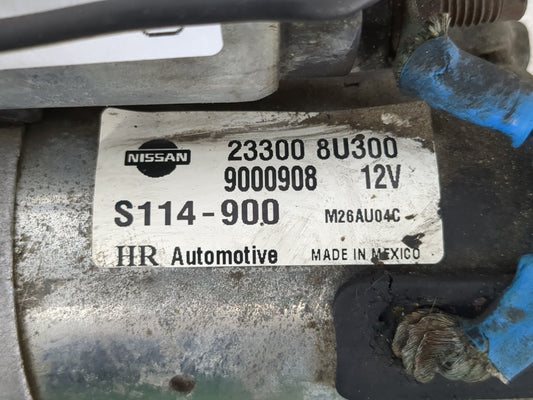 NISSAN 23300 8U300
9000908 12V
S114-900 M26AU04C
HR Automotive MADE IN MEXICO